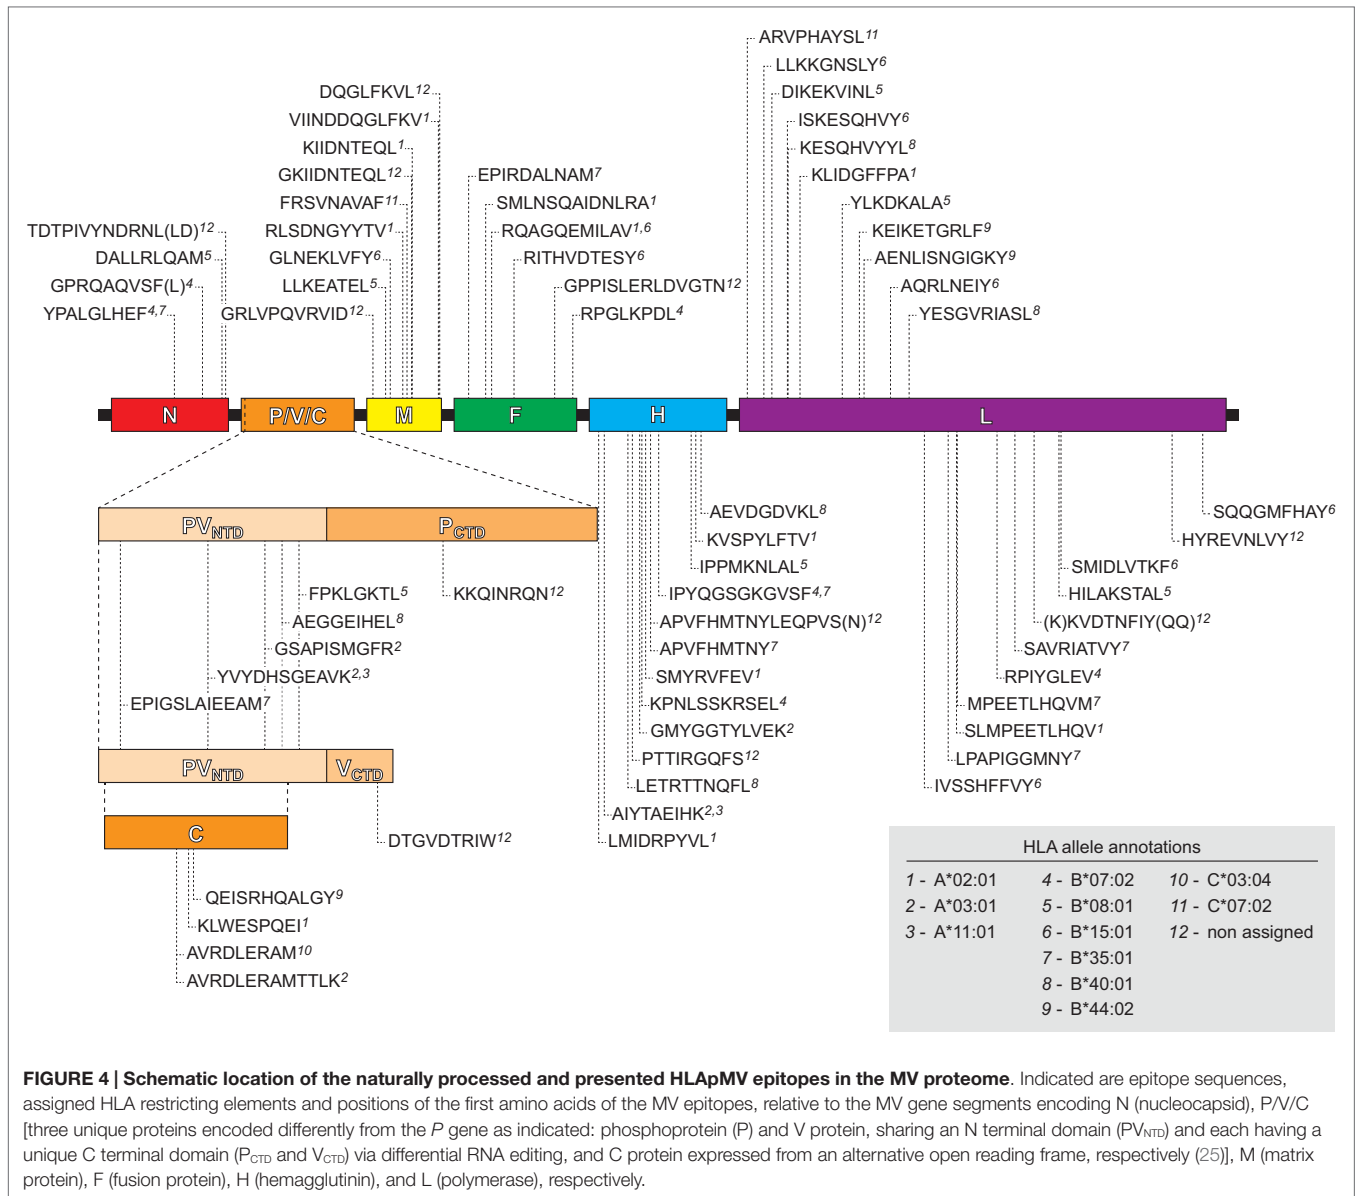 ARVPHAYSL11
LLKKGNSLY6
DQGLFKVL12
DIKEKVINL5
VIINDDQGLFKV1
ISKESQHVY6
KIIDNTEQL1
KESQHVYYL8
GKIIDNTEQL12
EPIRDALNAM7
KLIDGFFPA1
FRSVNAVAF11
SMLNSQAIDNLRA1
YLKDKALA5
TDTPIVYNDRNL(LD)12
RLSDNGYYTV1
RQAGQEMILAV1,6
KEIKETGRLF9
DALLRLQAM5
GLNEKLVFY6
RITHVDTESY6
AENLISNGIGKY9
GPRQAQVSF(L)4
LLKEATEL5
GPPISLERLDVGTN12
AQRLNEIY6
YPALGLHEF4,7
GRLVPQVRVID12
RPGLKPDL4
YESGVRIASL8
N
P/V/C
M
F
H
L
PVNTD
PCTD
AEVDGDVKL8
SQQGMFHAY6
KVSPYLFTV1
HYREVNLVY12
IPPMKNLAL5
SMIDLVTKF6
FPKLGKTL5
KKQINRQN12
IPYQGSGKGVSF4,7
HILAKSTAL5
AEGGEIHEL8
APVFHMTNYLEQPVS(N)12
(K)KVDTNFIY(QQ)12
GSAPISMGFR2
APVFHMTNY7
SAVRIATVY7
YVYDHSGEAVK2,3
SMYRVFEV1
RPIYGLEV4
EPIGSLAIEEAM7
KPNLSSKRSEL4
MPEETLHQVM7
GMYGGTYLVEK2
SLMPEETLHQV1
PVNTD
VCTD
PTTIRGQFS12
LPAPIGGMNY7
LETRTTNQFL8
IVSSHFFVY6
AIYTAEIHK2,3
C
DTGVDTRIW12
LMIDRPYVL1
QEISRHQALGY9
KLWESPQEI1
AVRDLERAM10
AVRDLERAMTTLK2
HLA allele annotations
1 - A*02:01 4 - B*07:02 10 - C*03:04
2 - A*03:01 5 - B*08:01 11 - C*07:02
3 - A*11:01 6 - B*15:01 12 - non assigned
7 - B*35:01
8 - B*40:01
9 - B*44:02
FIGURE 4 | Schematic location of the naturally processed and presented HLApMV epitopes in the MV proteome. Indicated are epitope sequences,
assigned HLA restricting elements and positions of the first amino acids of the MV epitopes, relative to the MV gene segments encoding N (nucleocapsid), P/V/C
[three unique proteins encoded differently from the P gene as indicated: phosphoprotein (P) and V protein, sharing an N terminal domain (PVNTD) and each having a
unique C terminal domain (PCTD and VCTD) via differential RNA editing, and C protein expressed from an alternative open reading frame, respectively (25)], M (matrix
protein), F (fusion protein), H (hemagglutinin), and L (polymerase), respectively.